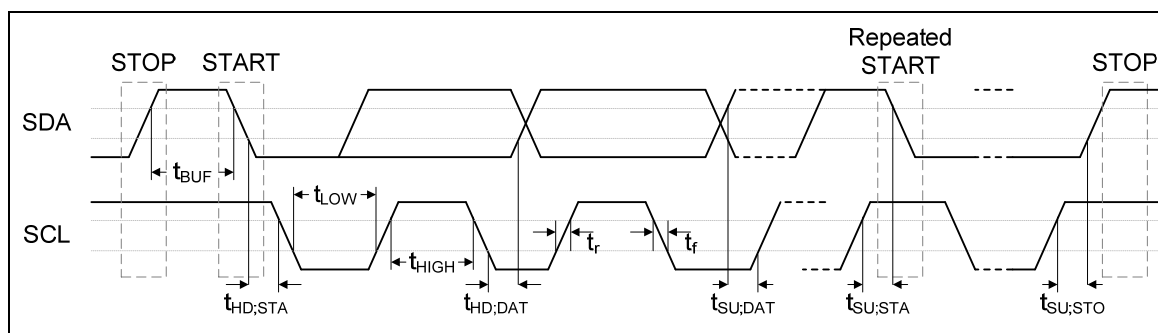 STOP START Repeated START STOP
SDA
tBUF
tLOW
SCL
tHIGH
tr
tf
tHD;STA
tHD;DAT
tSU;DAT
tSU;STA
tSU;STO